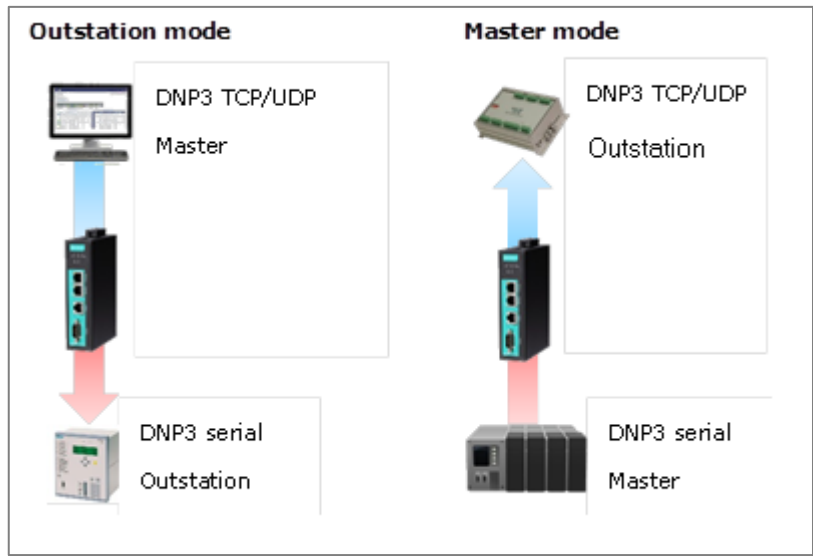 Outstation mode
DNP3 TCP/UDP
Master
DNP3 serial
Outstation
Master mode
DNP3 TCP/UDP
Outstation
DNP3 serial
Master